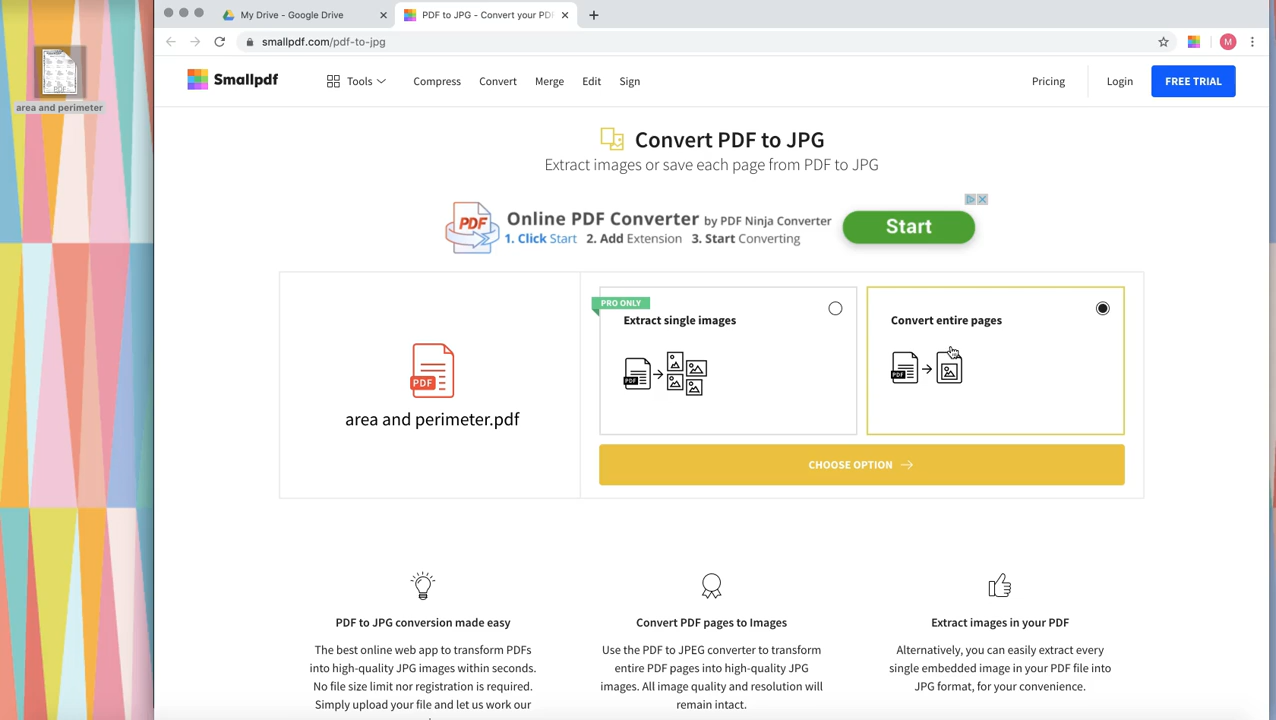 My Drive - Google Drive
PDF to JPG - Convert your PDF
smallpdf.com/pdf-to-jpg
M
PDF
area and perimeter
Smallpdf
Tools
Compress
Convert
Merge
Edit
Sign
Pricing
Login
FREE TRIAL
Convert PDF to JPG
Extract images or save each page from PDF to JPG
PDF
Online PDF Converter by PDF Ninja Converter
1. Click Start 2. Add Extension 3. Start Converting
Start
PDF
area and perimeter.pdf
PRO ONLY
Extract single images
PDF
Convert entire pages
PDF
CHOOSE OPTION
PDF to JPG conversion made easy
The best online web app to transform PDFs
into high-quality JPG images within seconds.
No file size limit nor registration is required.
Simply upload your file and let us work our
Convert PDF pages to Images
Use the PDF to JPEG converter to transform
entire PDF pages into high-quality JPG
images. All image quality and resolution will
remain intact.
Extract images in your PDF
Alternatively, you can easily extract every
single embedded image in your PDF file into
JPG format, for your convenience.